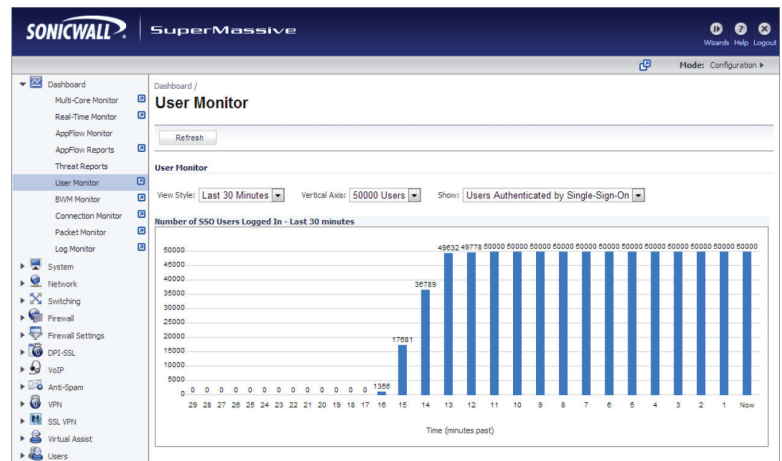 SONICWALL
SuperMassive
Wizards Help Logout
Mode: Configuration
Dashboard
Multi-Core Monitor
Real-Time Monitor
AppFlow Monitor
AppFlow Reports
Threat Reports
User Monitor
BWM Monitor
Connection Monitor
Packet Monitor
Log Monitor
System
Network
Switching
Firewall
Firewall Settings
DPI-SSL
VoIP
Anti-Spam
VPN
SSL VPN
Virtual Assist
Users
Dashboard /
User Monitor
Refresh
User Monitor
View Style: Last 30 Minutes Vertical Axis: 50000 Users Show: Users Authenticated by Single-Sign-On
Number of SSO Users Logged In - Last 30 minutes
49632 49778 50000 50000 50000 50000 50000 50000 50000 50000 50000 50000 50000 50000
36789
17681
0 0 0 0 0 0 0 0 0 0 0 0 0 1366
50000
45000
40000
35000
30000
25000
20000
15000
10000
5000
0
29 28 27 26 25 24 23 22 21 20 19 18 17 16 15 14 13 12 11 10 9 8 7 6 5 4 3 2 1 Now
Time (minutes past)